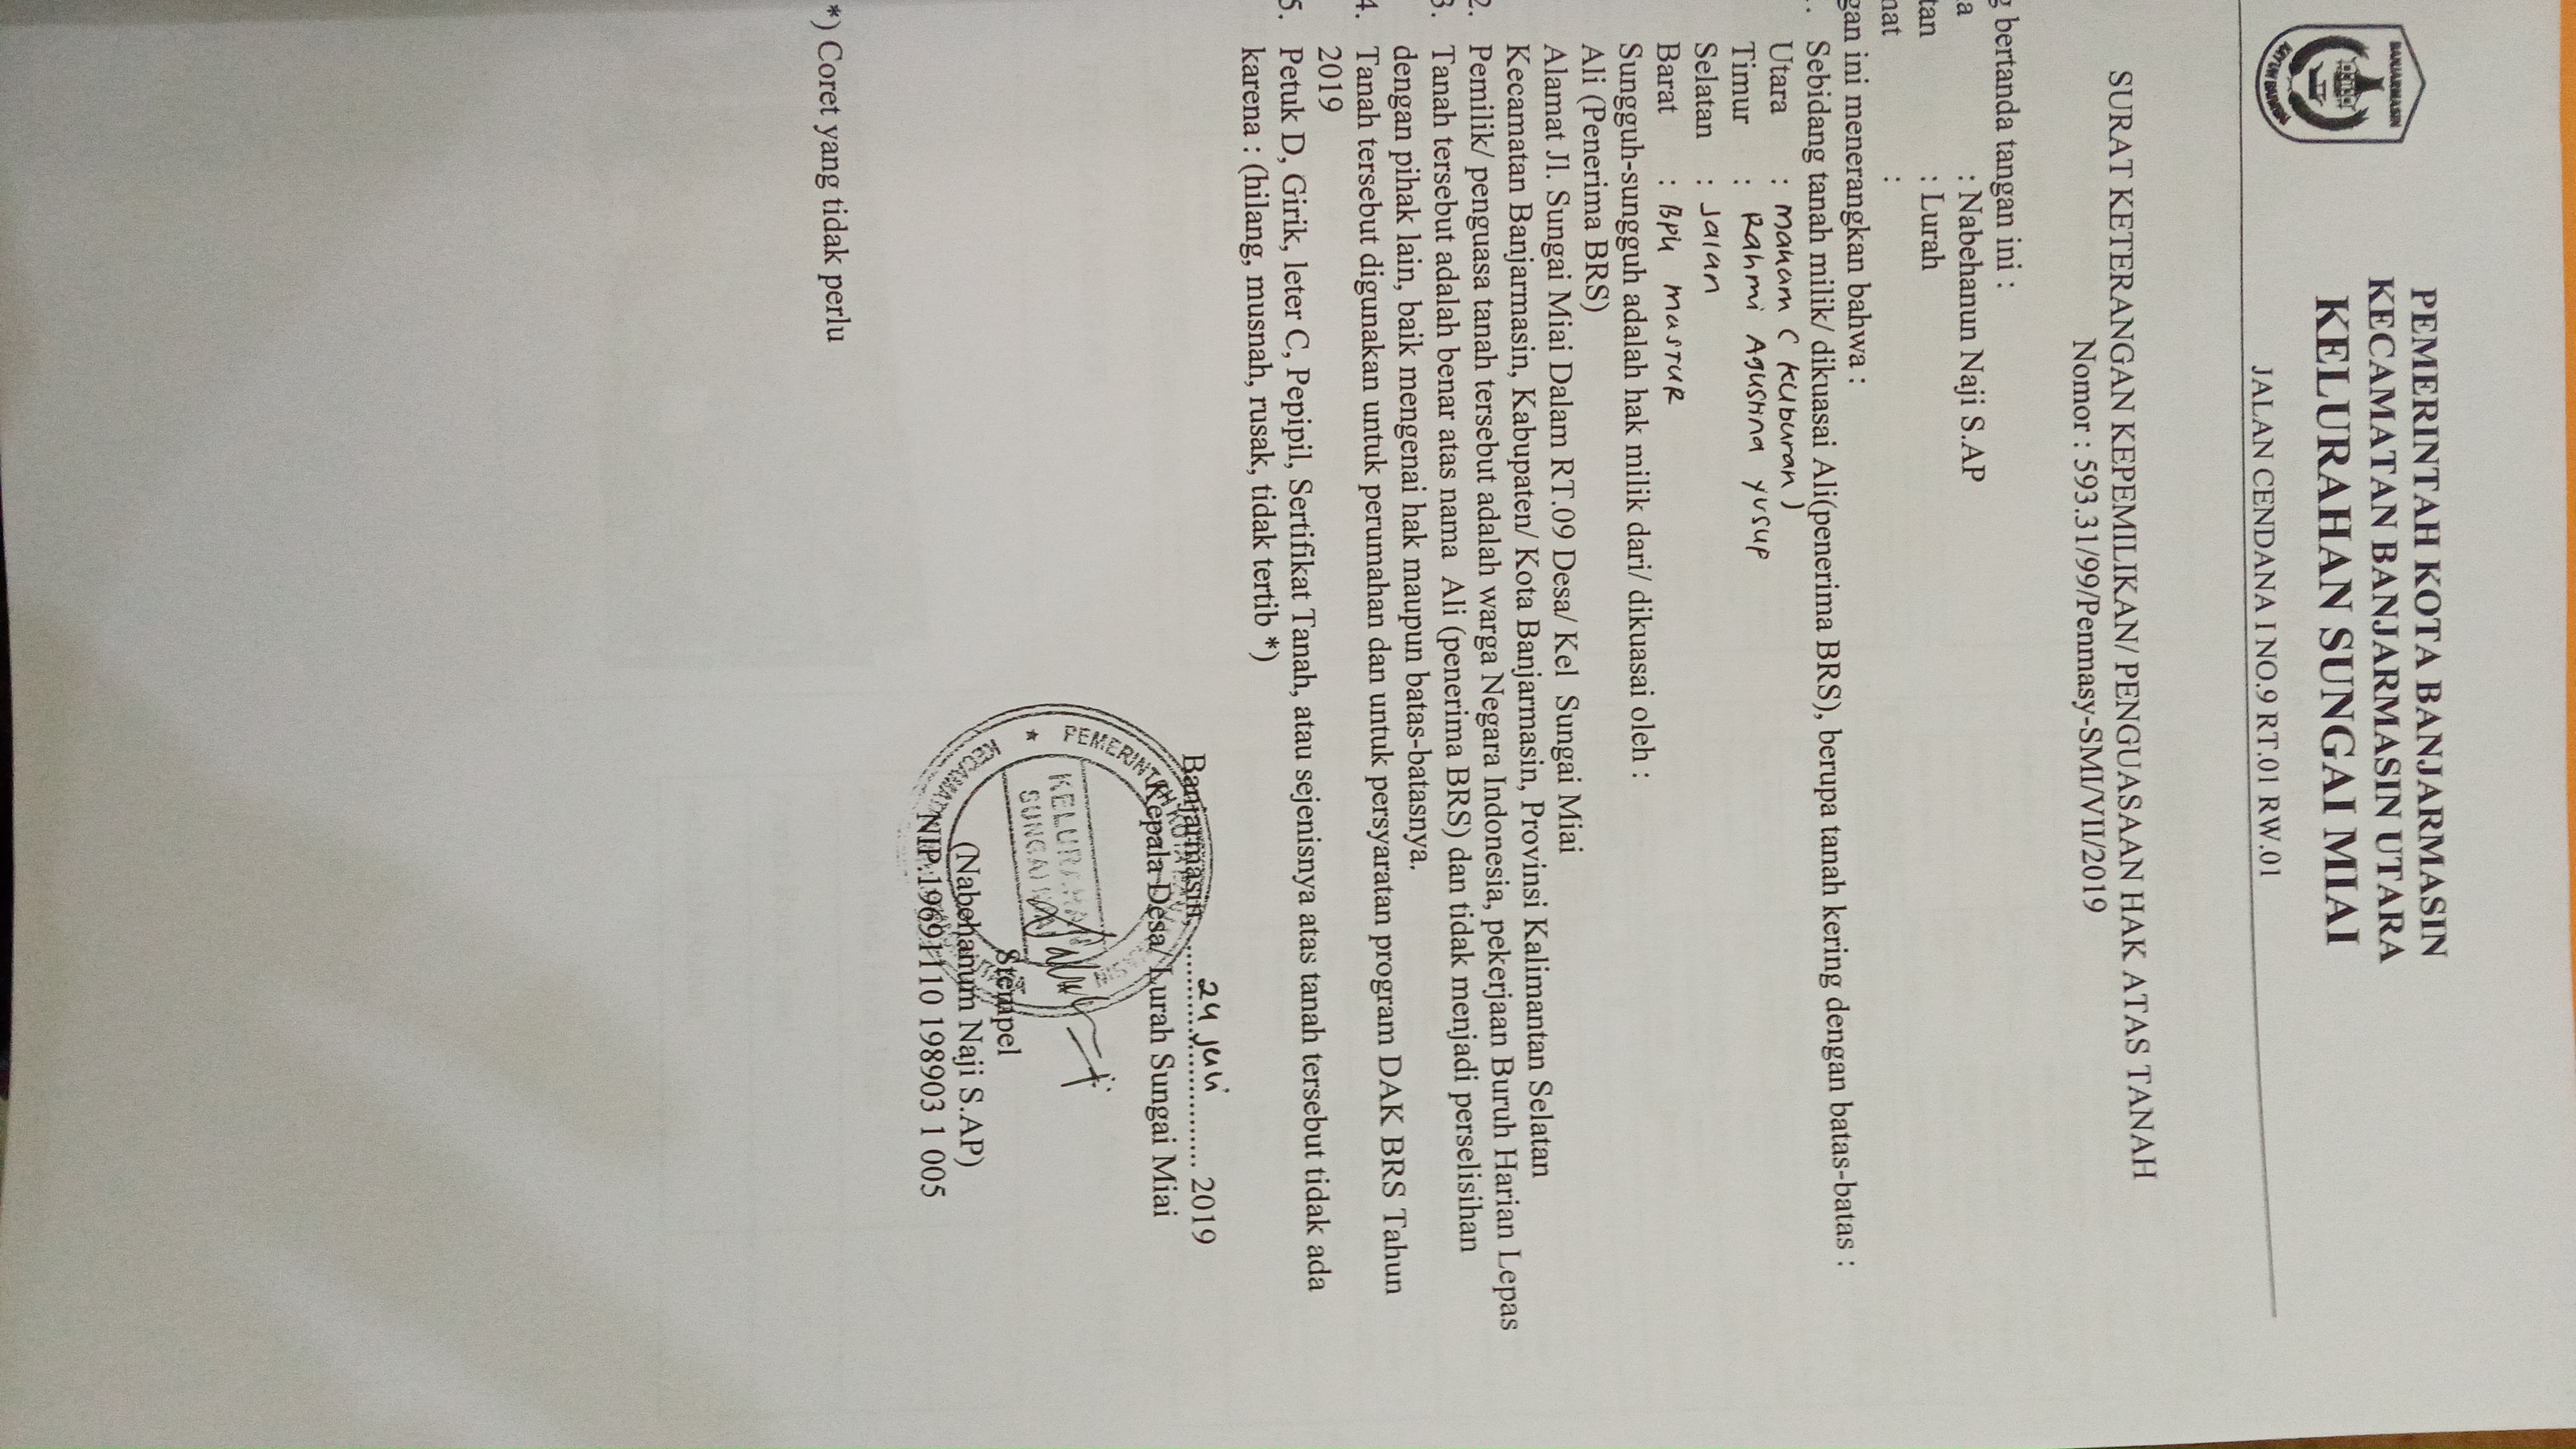 PEMERINTAH KOTA BANJARMASIN
KECAMATAN BANJARMASIN UTARA
KELURAHAN SUNGAI MIAI
JALAN CENDANA I NO.9 RT.01 RW.01
BANJARMASIN
SURAT KETERANGAN KEPEMILIKAN/ PENGUASAAN HAK ATAS TANAH
Nomor : 593.31/99/Penmasy-SMI/VII/2019
g bertanda tangan ini :
a : Nabehanun Naji S.AP
tan : Lurah
nat :
gan ini menerangkan bahwa :
. Sebidang tanah milik/ dikuasai Ali(penerima BRS), berupa tanah kering dengan batas-batas :
Utara : makam ( kuburan )
Timur : Rahmi Agustina yusup
Selatan : Jalan
Barat : BPK mastur
Sungguh-sungguh adalah hak milik dari/ dikuasai oleh :
Ali (Penerima BRS)
Alamat Jl. Sungai Miai Dalam RT.09 Desa/ Kel Sungai Miai
Kecamatan Banjarmasin, Kabupaten/ Kota Banjarmasin, Provinsi Kalimantan Selatan
2. Pemilik/ penguasa tanah tersebut adalah warga Negara Indonesia, pekerjaan Buruh Harian Lepas
3. Tanah tersebut adalah benar atas nama Ali (penerima BRS) dan tidak menjadi perselisihan
dengan pihak lain, baik mengenai hak maupun batas-batasnya.
4. Tanah tersebut digunakan untuk perumahan dan untuk persyaratan program DAK BRS Tahun
2019
5. Petuk D, Girik, leter C, Pepipil, Sertifikat Tanah, atau sejenisnya atas tanah tersebut tidak ada
karena : (hilang, musnah, rusak, tidak tertib *)
Banjarmasin, 24 Juli 2019
Kepala Desa/ Lurah Sungai Miai
KELURAHAN
SUNGAI
Stempel
(Nabehanun Naji S.AP)
NIP.19691110 198903 1 005
*) Coret yang tidak perlu